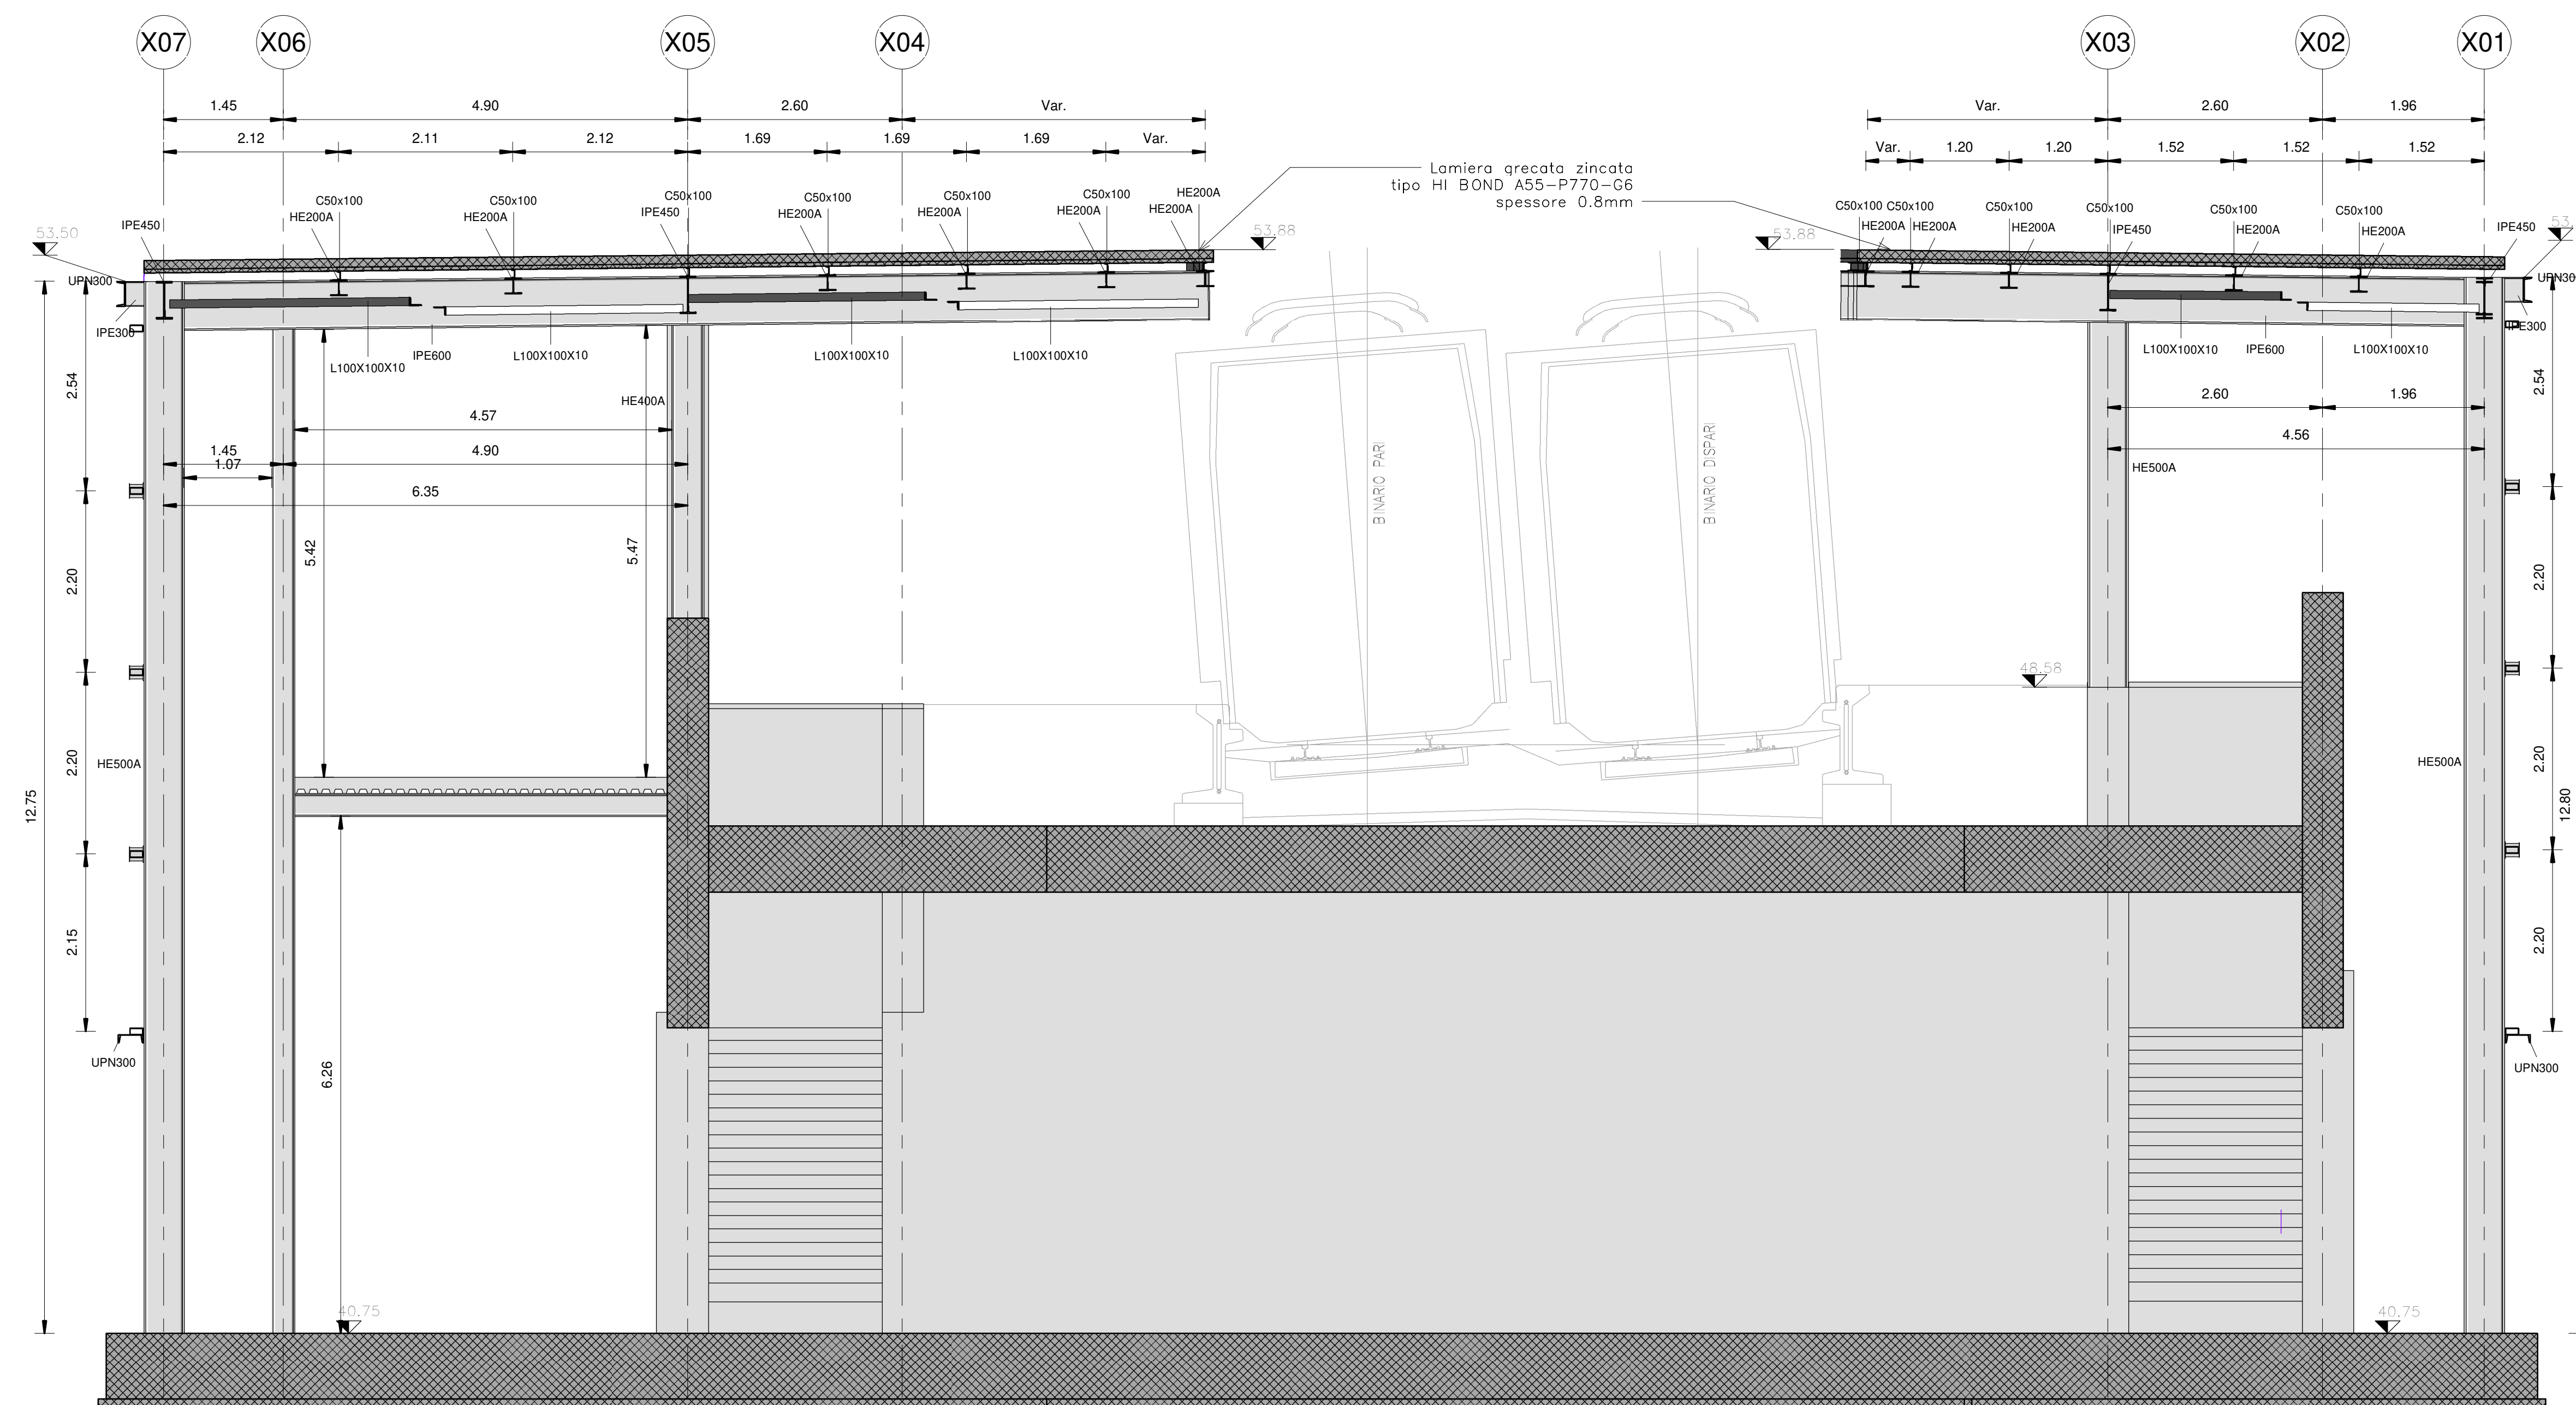 X07 X06 X05 X04 X03 X02 X01
1.45 4.90 2.60 Var. Var. 2.60 1.96
2.12 2.11 2.12 1.69 1.69 1.69 Var. Var. 1.20 1.20 1.52 1.52 1.52
Lamiera grecata zincata
tipo HI BOND A55-P770-G6
spessore 0.8mm
C50x100 C50x100 C50x100 C50x100 C50x100 C50x100 HE200A
HE200A HE200A IPE450 HE200A HE200A HE200A HE200A
C50x100 C50x100 C50x100 C50x100 C50x100 C50x100
HE200A HE200A HE200A IPE450 HE200A HE200A IPE450
IPE450
53.50 53.88 53.88 53.
UPN300 UPN30
IPE300 IPE300
L100X100X10 IPE600 L100X100X10 L100X100X10 L100X100X10
L100X100X10 IPE600 L100X100X10
2.54 HE400A 2.54
4.57 2.60 1.96
1.45 4.90 4.56
1.07
6.35 HE500A
BINARIO PARI
BINARIO DISPARI
5.42 5.47
2.20 2.20
48.58
2.20 2.20
HE500A HE500A
12.75 12.80
2.15 2.20
UPN300 UPN300
6.26
40.75 40.75